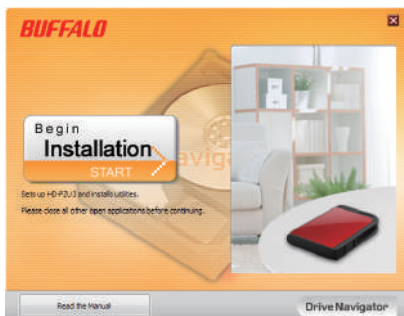 BUFFALO
Begin
Installation
START
Sets up HD-PZU3 and installs utilities.
Please close all other open applications before continuing.
Read the Manual
DriveNavigator